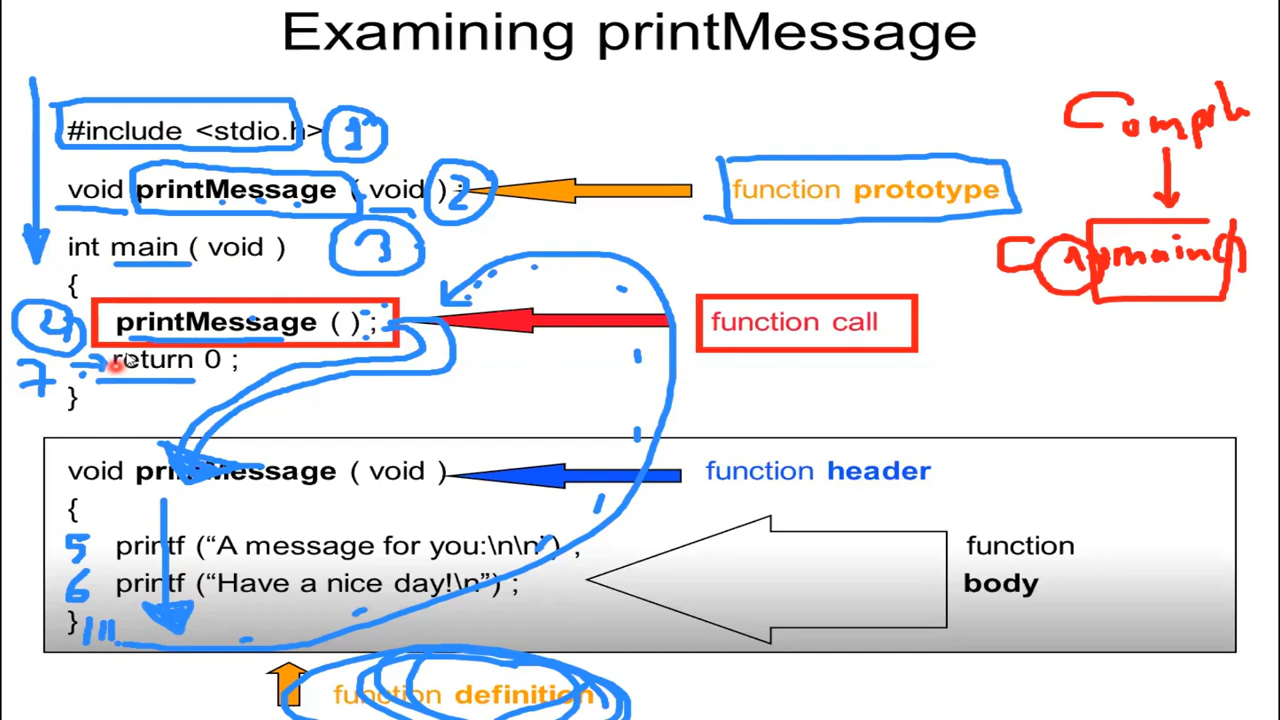 Examining printMessage
#include <stdio.h> 1
void printMessage ( void ) 2 function prototype
3
int main ( void )
{
4 printMessage ( ) ; function call
7 return 0 ;
}
void printMessage ( void ) function header
{
5 printf (“A message for you:\n\n”) ;
6 printf (“Have a nice day!\n”) ;
}
function
body
function definition
main()